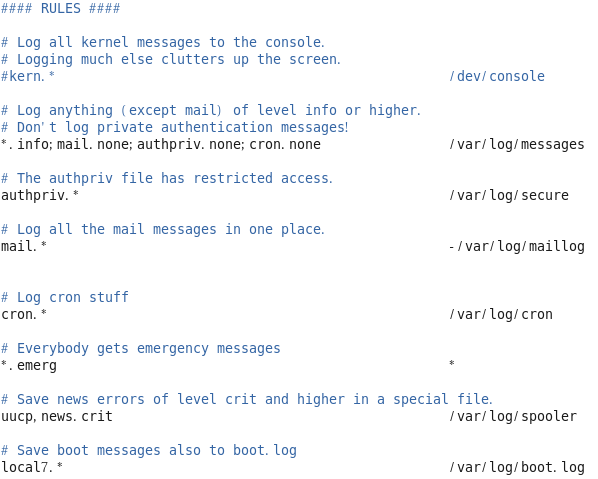 #### RULES ####
# Log all kernel messages to the console.
# Logging much else clutters up the screen.
#kern.* /dev/console
# Log anything (except mail) of level info or higher.
# Don't log private authentication messages!
*.info;mail.none;authpriv.none;cron.none /var/log/messages
# The authpriv file has restricted access.
authpriv.* /var/log/secure
# Log all the mail messages in one place.
mail.* -/var/log/maillog
# Log cron stuff
cron.* /var/log/cron
# Everybody gets emergency messages
*.emerg *
# Save news errors of level crit and higher in a special file.
uucp,news.crit /var/log/spooler
# Save boot messages also to boot.log
local7.* /var/log/boot.log